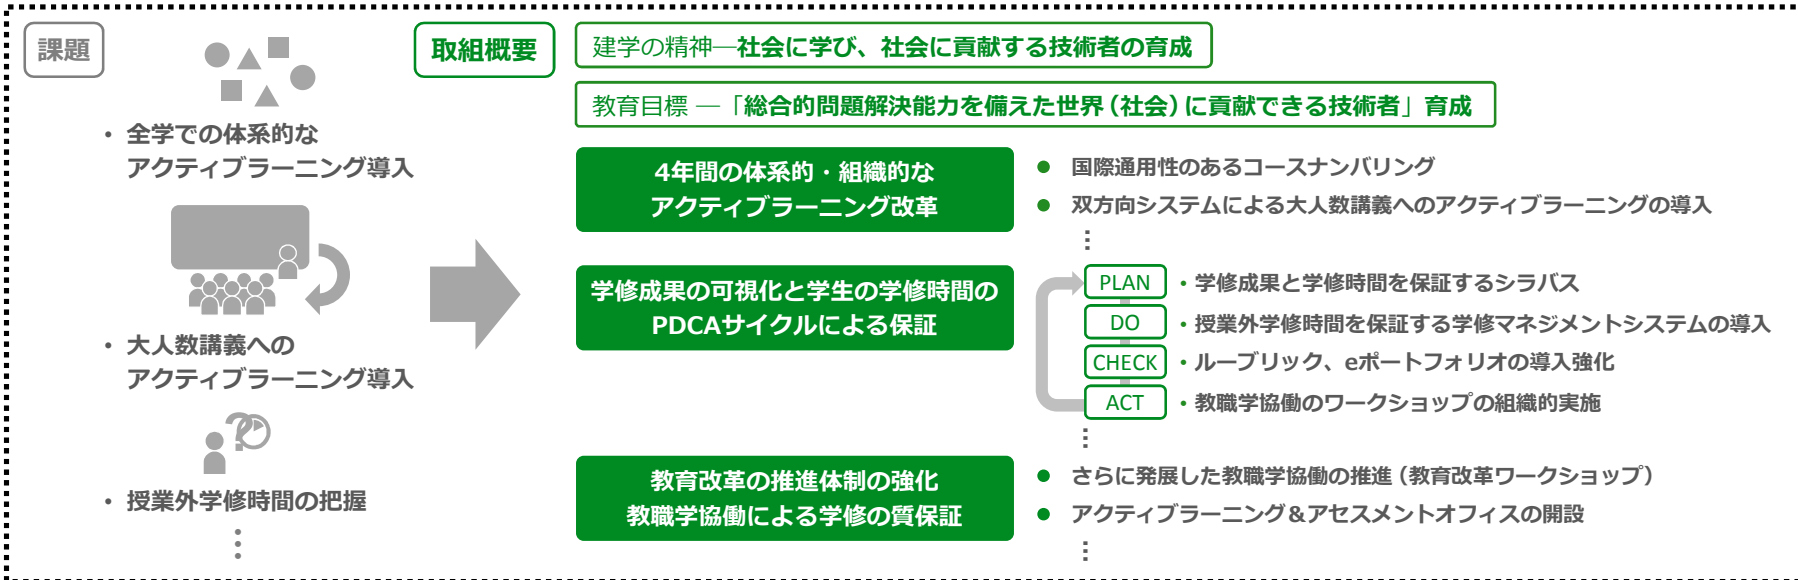 課題
・ 全学での体系的な
アクティブラーニング導入
・ 大人数講義への
アクティブラーニング導入
?
・ 授業外学修時間の把握
⋮
取組概要
建学の精神―社会に学び、社会に貢献する技術者の育成
教育目標 ―「総合的問題解決能力を備えた世界（社会）に貢献できる技術者」育成
4年間の体系的・組織的な
アクティブラーニング改革
● 国際通用性のあるコースナンバリング
● 双方向システムによる大人数講義へのアクティブラーニングの導入
⋮
学修成果の可視化と学生の学修時間の
PDCAサイクルによる保証
PLAN ・学修成果と学修時間を保証するシラバス
DO ・授業外学修時間を保証する学修マネジメントシステムの導入
CHECK ・ルーブリック、eポートフォリオの導入強化
ACT ・教職学協働のワークショップの組織的実施
⋮
教育改革の推進体制の強化
教職学協働による学修の質保証
● さらに発展した教職学協働の推進（教育改革ワークショップ）
● アクティブラーニング＆アセスメントオフィスの開設
⋮